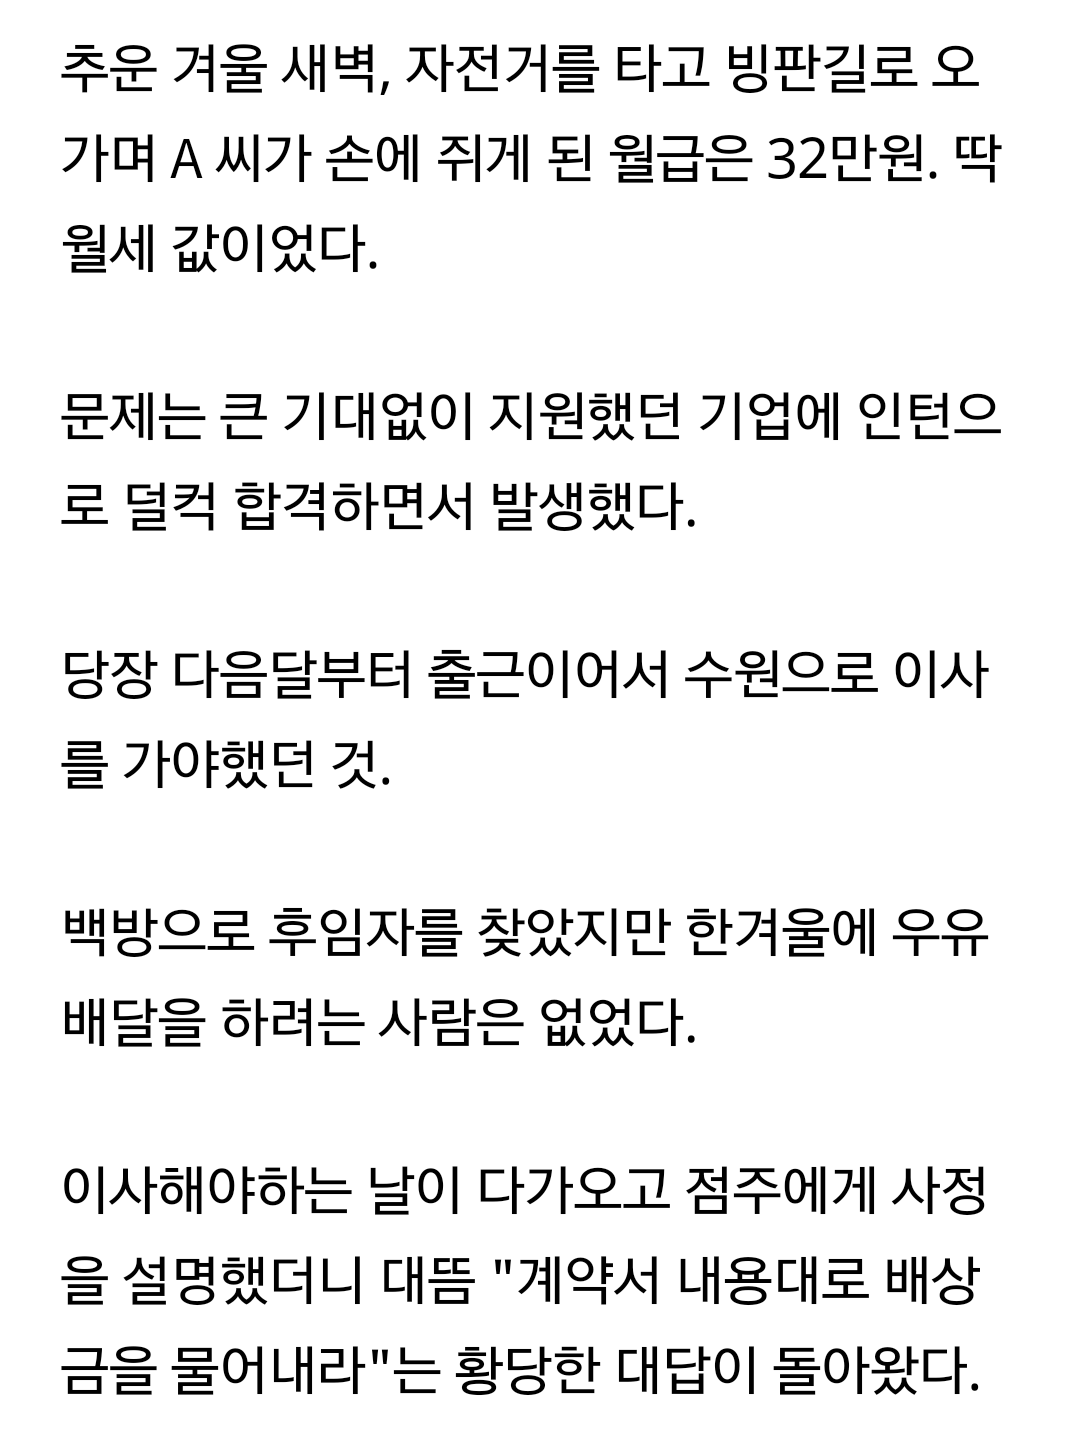 추운 겨울 새벽, 자전거를 타고 빙판길로 오
가며 A 씨가 손에 쥐게 된 월급은 32만원. 딱
월세 값이었다.
문제는 큰 기대없이 지원했던 기업에 인턴으
로 덜컥 합격하면서 발생했다.
당장 다음달부터 출근이어서 수원으로 이사
를 가야했던 것.
백방으로 후임자를 찾았지만 한겨울에 우유
배달을 하려는 사람은 없었다.
이사해야하는 날이 다가오고 점주에게 사정
을 설명했더니 대뜸 "계약서 내용대로 배상
금을 물어내라"는 황당한 대답이 돌아왔다.